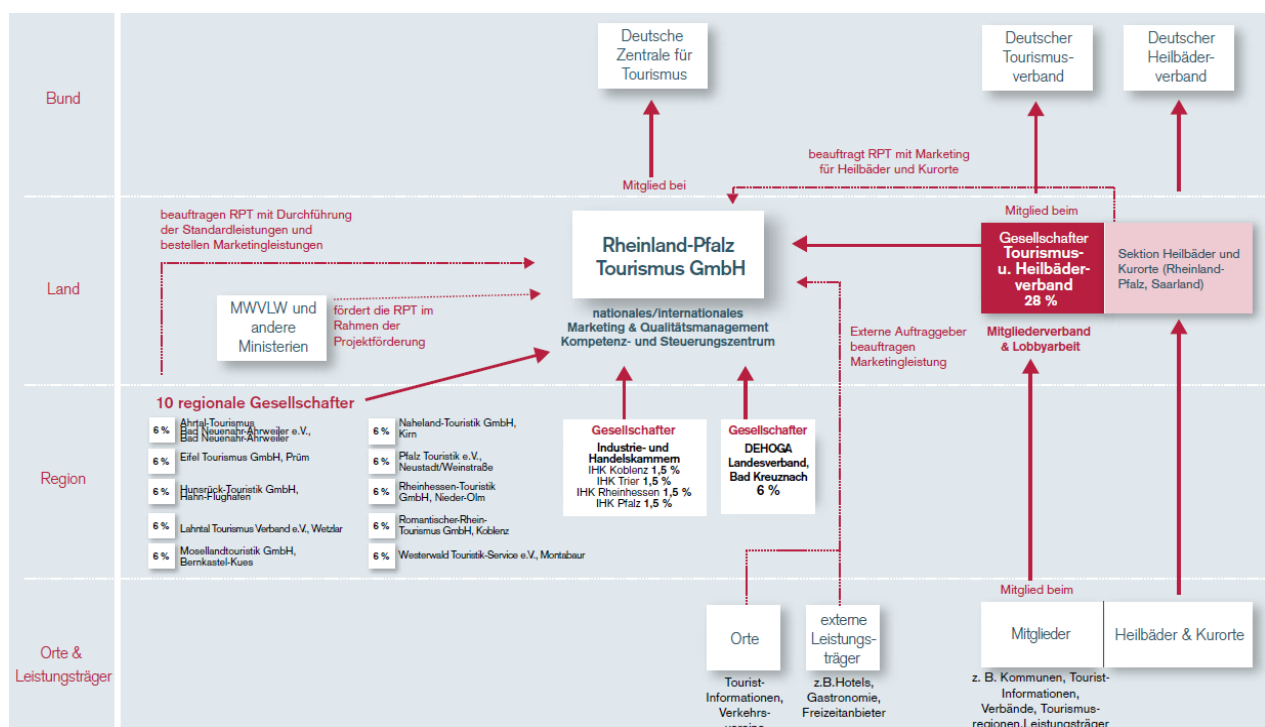 Bund
Deutsche
Zentrale für
Tourismus
Deutscher
Tourismus-
verband
Deutscher
Heilbäder-
verband
beauftragt RPT mit Marketing
für Heilbäder und Kurorte
Mitglied bei
Land
beauftragen RPT mit Durchführung
der Standardleistungen und
bestellen Marketingleistungen
MWVLW und
andere
Ministerien
fördert die RPT im
Rahmen der
Projektförderung
Rheinland-Pfalz
Tourismus GmbH
nationales/Internationales
Marketing & Qualitätsmanagement
Kompetenz- und Steuerungszentrum
Externe Auftraggeber
beauftragen
Marketingleistung
Mitglied beim
Gesellschafter
Tourismus-
u. Heilbäder-
verband
28 %
Sektion Heilbäder und
Kurorte (Rheinland-
Pfalz, Saarland)
Mitgliederverband
& Lobbyarbeit
Region
10 regionale Gesellschafter
6 % Ahrtal-Tourismus
Bad Neuenahr-Ahrweiler e.V.,
Bad Neuenahr-Ahrweiler
6 % Eifel Tourismus GmbH, Prüm
6 % Hunsrück-Touristik GmbH,
Hahn-Flughafen
6 % Lahntal Tourismus Verband e.V., Wetzlar
6 % Mosellandtouristik GmbH,
Bernkastel-Kues
6 % Naheland-Touristik GmbH,
Kirn
6 % Pfalz Touristik e.V.,
Neustadt/Weinstraße
6 % Rheinhessen-Touristik
GmbH, Nieder-Olm
6 % Romantischer-Rhein-
Tourismus GmbH, Koblenz
6 % Westerwald Touristik-Service e.V., Montabaur
Gesellschafter
Industrie- und
Handelskammern
IHK Koblenz 1,5 %
IHK Trier 1,5 %
IHK Rheinhessen 1,5 %
IHK Pfalz 1,5 %
Gesellschafter
DEHOGA
Landesverband,
Bad Kreuznach
6 %
Orte &
Leistungsträger
Orte
Tourist-
Informationen,
Verkehrs-
vereine
externe
Leistungs-
träger
z.B.Hotels,
Gastronomie,
Freizeitanbieter
Mitglied beim
Mitglieder
Heilbäder & Kurorte
z. B. Kommunen, Tourist-
Informationen,
Verbände, Tourismus-
regionen,Leistungsträger